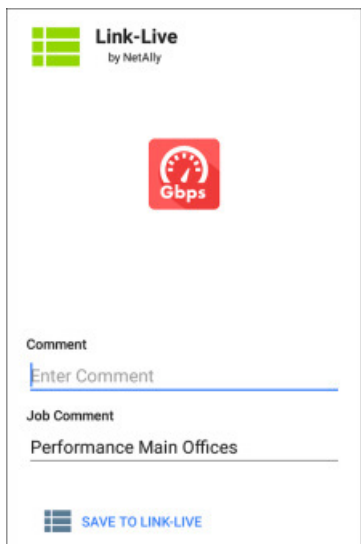 Link-Live
by NetAlly
Gbps
Comment
Enter Comment
Job Comment
Performance Main Offices
SAVE TO LINK-LIVE